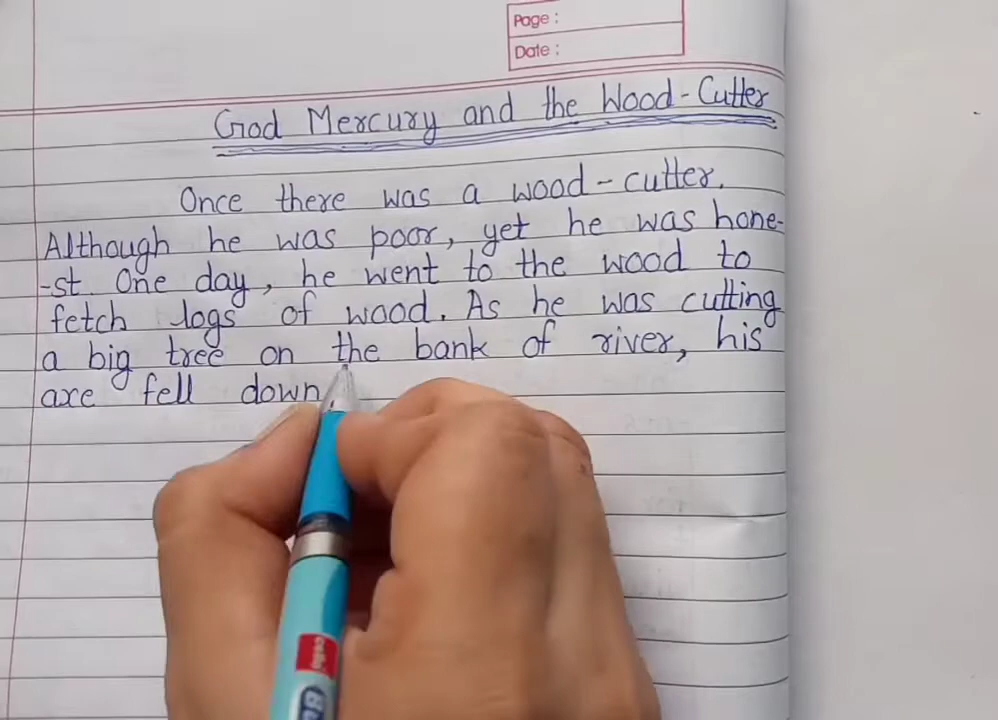 Page :
Date :
God Mercury and the Wood-Cutter
Once there was a wood-cutter.
Although he was poor, yet he was hone-
-st One day, he went to the wood to
fetch logs of wood. As he was cutting
a big tree on the bank of river, his
axe fell down
cello